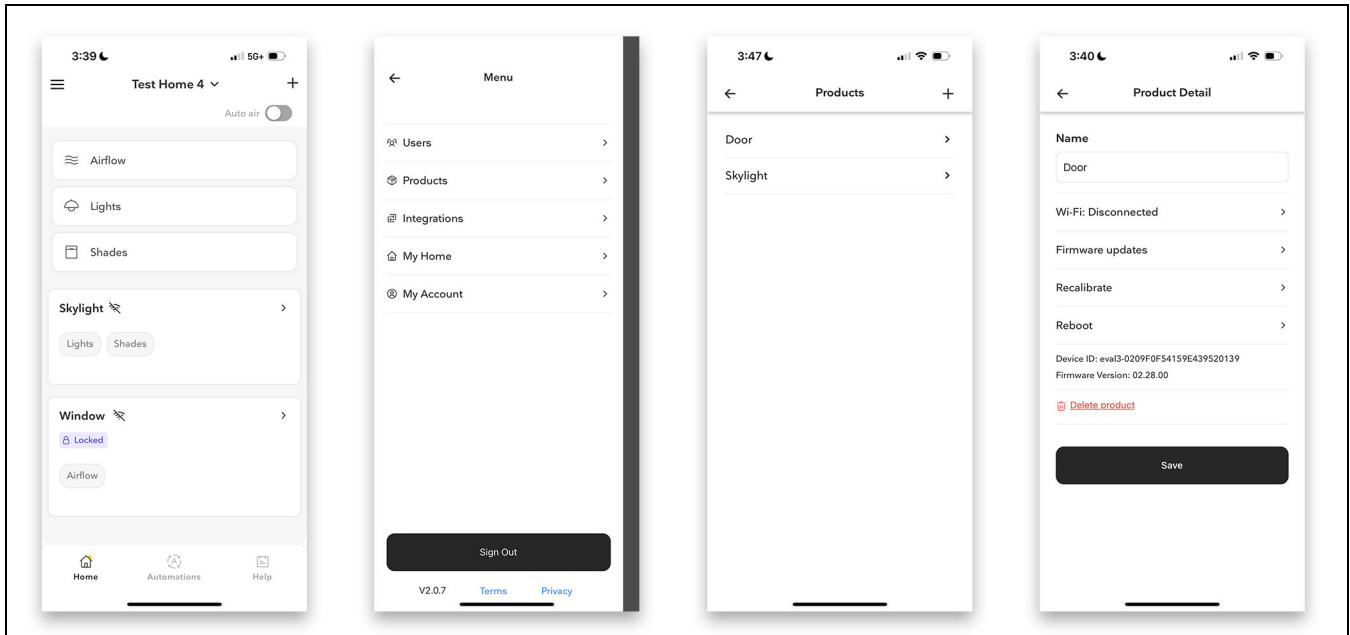 3:39
5G+
Test Home 4
Auto air
Airflow
Lights
Shades
Skylight
Lights Shades
Window
Locked
Airflow
Home Automations Help
Menu
Users
Products
Integrations
My Home
My Account
Sign Out
V2.0.7 Terms Privacy
3:47
Products
Door
Skylight
3:40
Product Detail
Name
Door
Wi-Fi: Disconnected
Firmware updates
Recalibrate
Reboot
Device ID: eval3-0209F0F54159E439520139
Firmware Version: 02.28.00
Delete product
Save